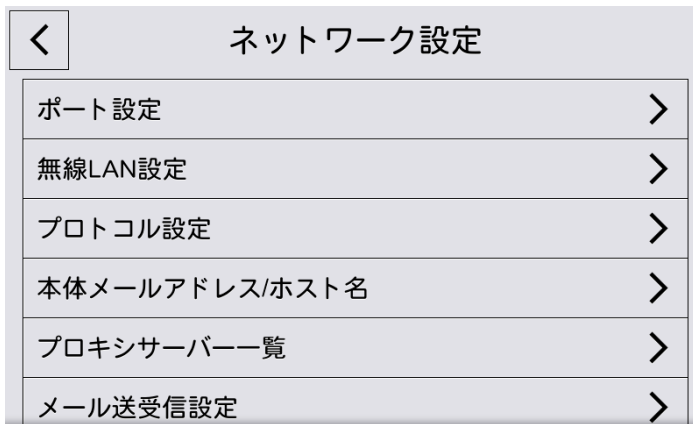 ネットワーク設定
ポート設定
無線LAN設定
プロトコル設定
本体メールアドレス/ホスト名
プロキシサーバー一覧
メール送受信設定